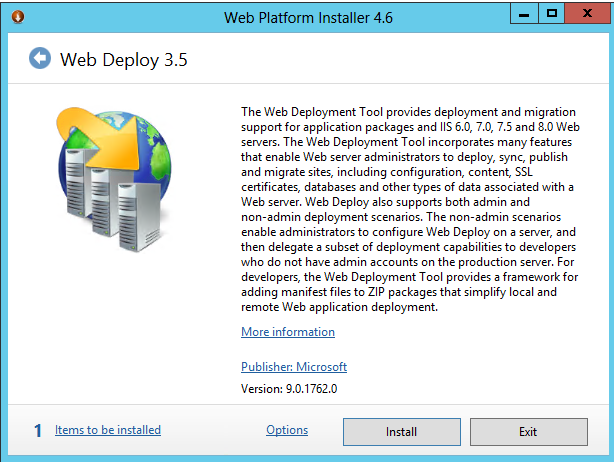 Web Platform Installer 4.6
Web Deploy 3.5
The Web Deployment Tool provides deployment and migration
support for application packages and IIS 6.0, 7.0, 7.5 and 8.0 Web
servers. The Web Deployment Tool incorporates many features
that enable Web server administrators to deploy, sync, publish
and migrate sites, including configuration, content, SSL
certificates, databases and other types of data associated with a
Web server. Web Deploy also supports both admin and
non-admin deployment scenarios. The non-admin scenarios
enable administrators to configure Web Deploy on a server, and
then delegate a subset of deployment capabilities to developers
who do not have admin accounts on the production server. For
developers, the Web Deployment Tool provides a framework for
adding manifest files to ZIP packages that simplify local and
remote Web application deployment.
More information
Publisher: Microsoft
Version: 9.0.1762.0
1 Items to be installed Options Install Exit